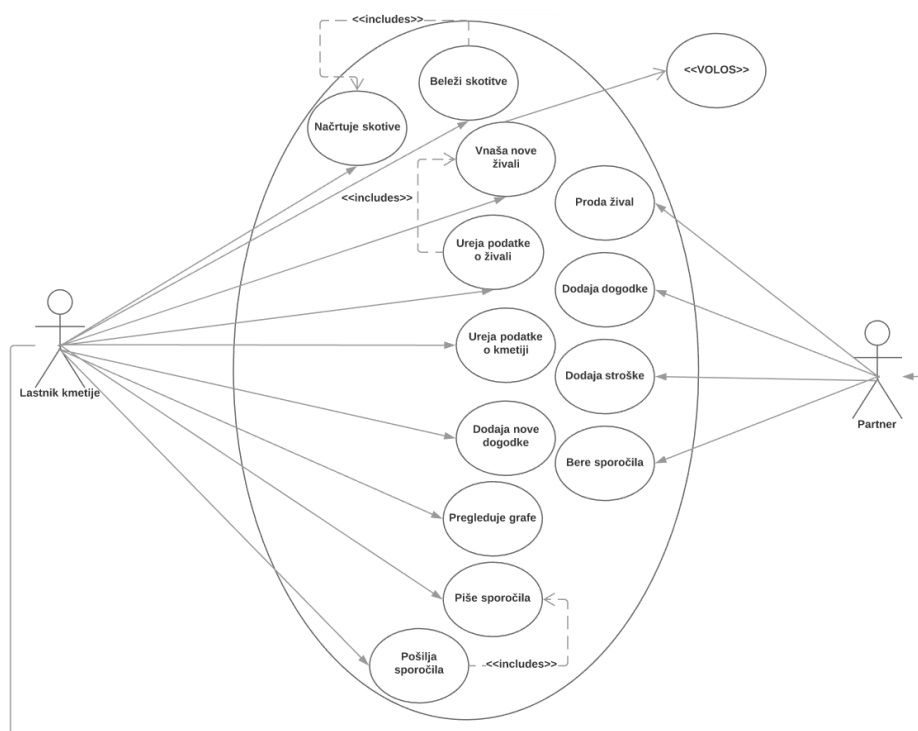 <<includes>>
Beleži skotitve
<<VOLOS>>
Načrtuje skotive
Vnaša nove
živali
<<includes>>
Proda žival
Ureja podatke
o živali
Dodaja dogodke
Ureja podatke
o kmetiji
Dodaja stroške
Lastnik kmetije
Partner
Dodaja nove
dogodke
Bere sporočila
Pregleduje grafe
Piše sporočila
Pošilja
sporočila
<<includes>>